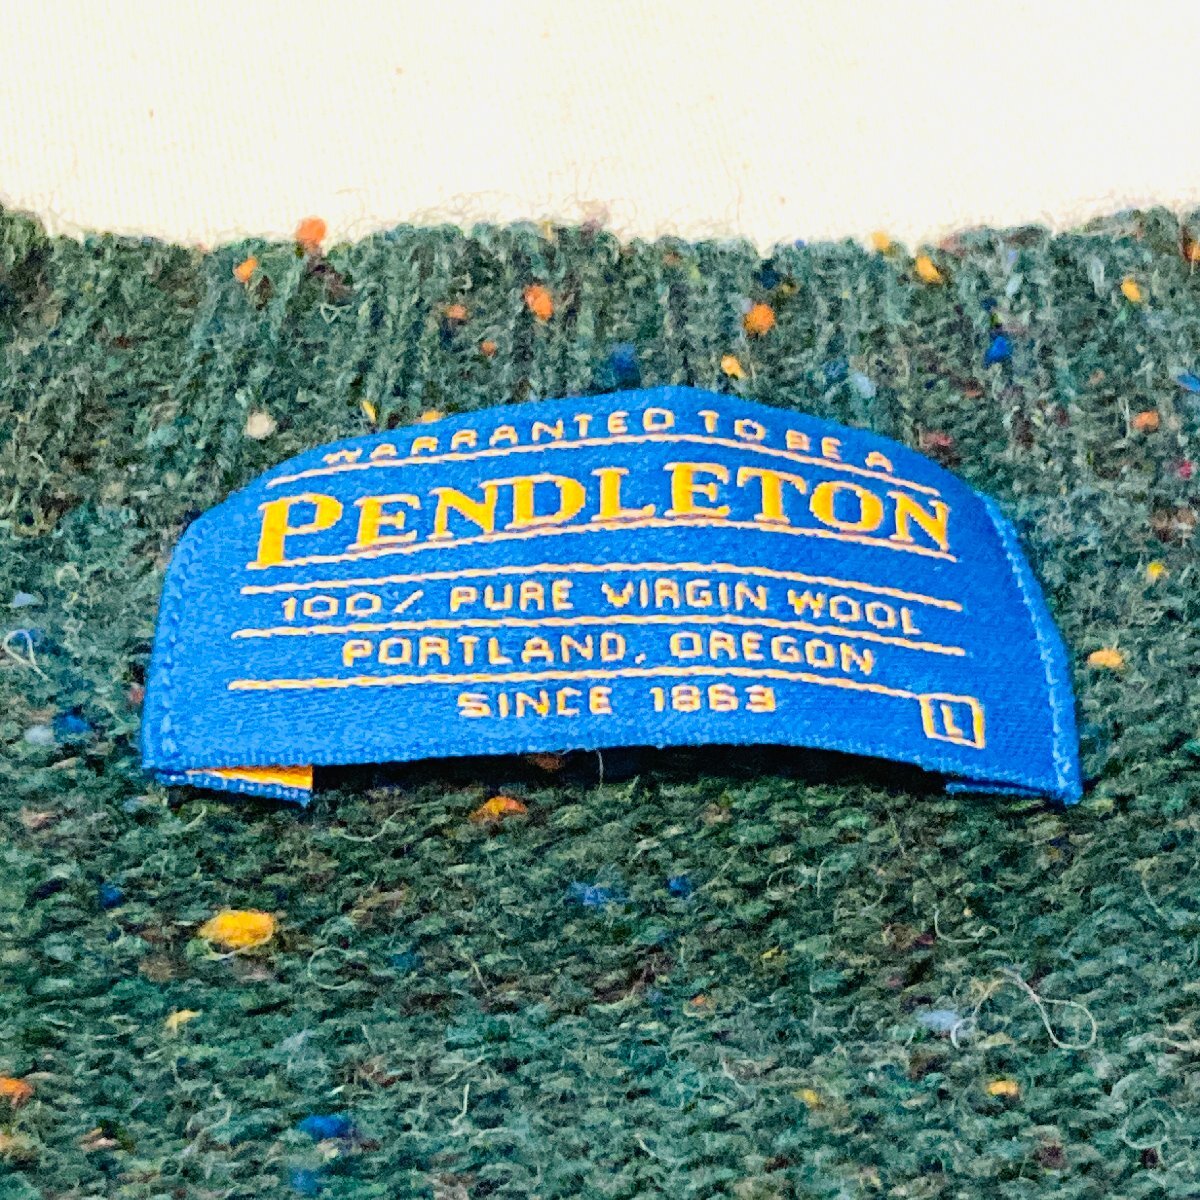 WARRANTED TO BE A
PENDLETON
100% PURE VIRGIN WOOL
PORTLAND, OREGON
SINCE 1863
L